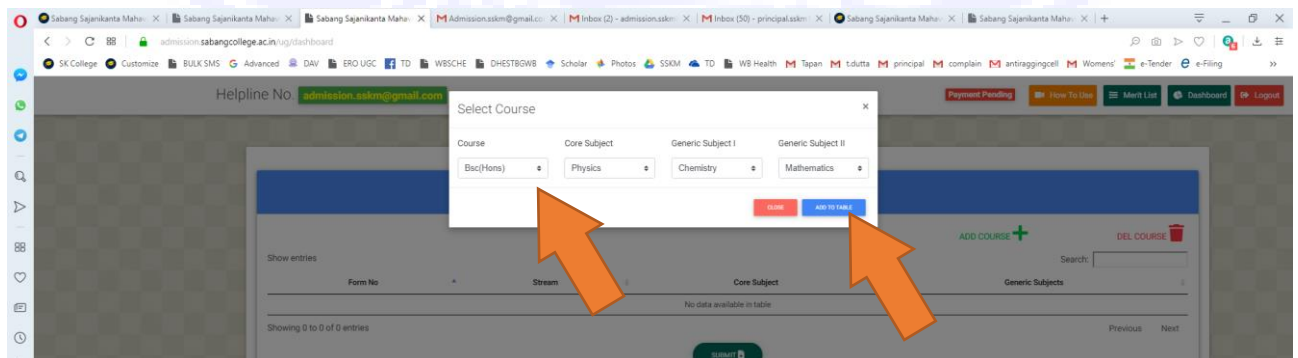 Sabang Sajanikanta Maha
Sabang Sajanikanta Maha
Sabang Sajanikanta Mahav
Admission.sskm@gmail.co
Inbox (2) - admission.sskm
Inbox (50) - principal.sskm
Sabang Sajanikanta Mahav
Sabang Sajanikanta Mahav
admission.sabangcollege.ac.in/ug/dashboard
SK College Customize BULK SMS Advanced DAV ERO UGC TD WBSCHE DHESTBGWB Scholar Photos SSKM TD WB Health Tapan t.dutta principal complain antiraggingcell Womens' e-Tender e-Filing
Helpline No. admission.sskm@gmail.com
Payment Pending How To Use Merit List Dashboard Logout
Select Course
Course Core Subject Generic Subject I Generic Subject II
Bsc(Hons) Physics Chemistry Mathematics
CLOSE ADD TO TABLE
ADD COURSE DEL COURSE
Show entries Search:
Form No Stream Core Subject Generic Subjects
No data available in table
Showing 0 to 0 of 0 entries Previous Next
SUBMIT